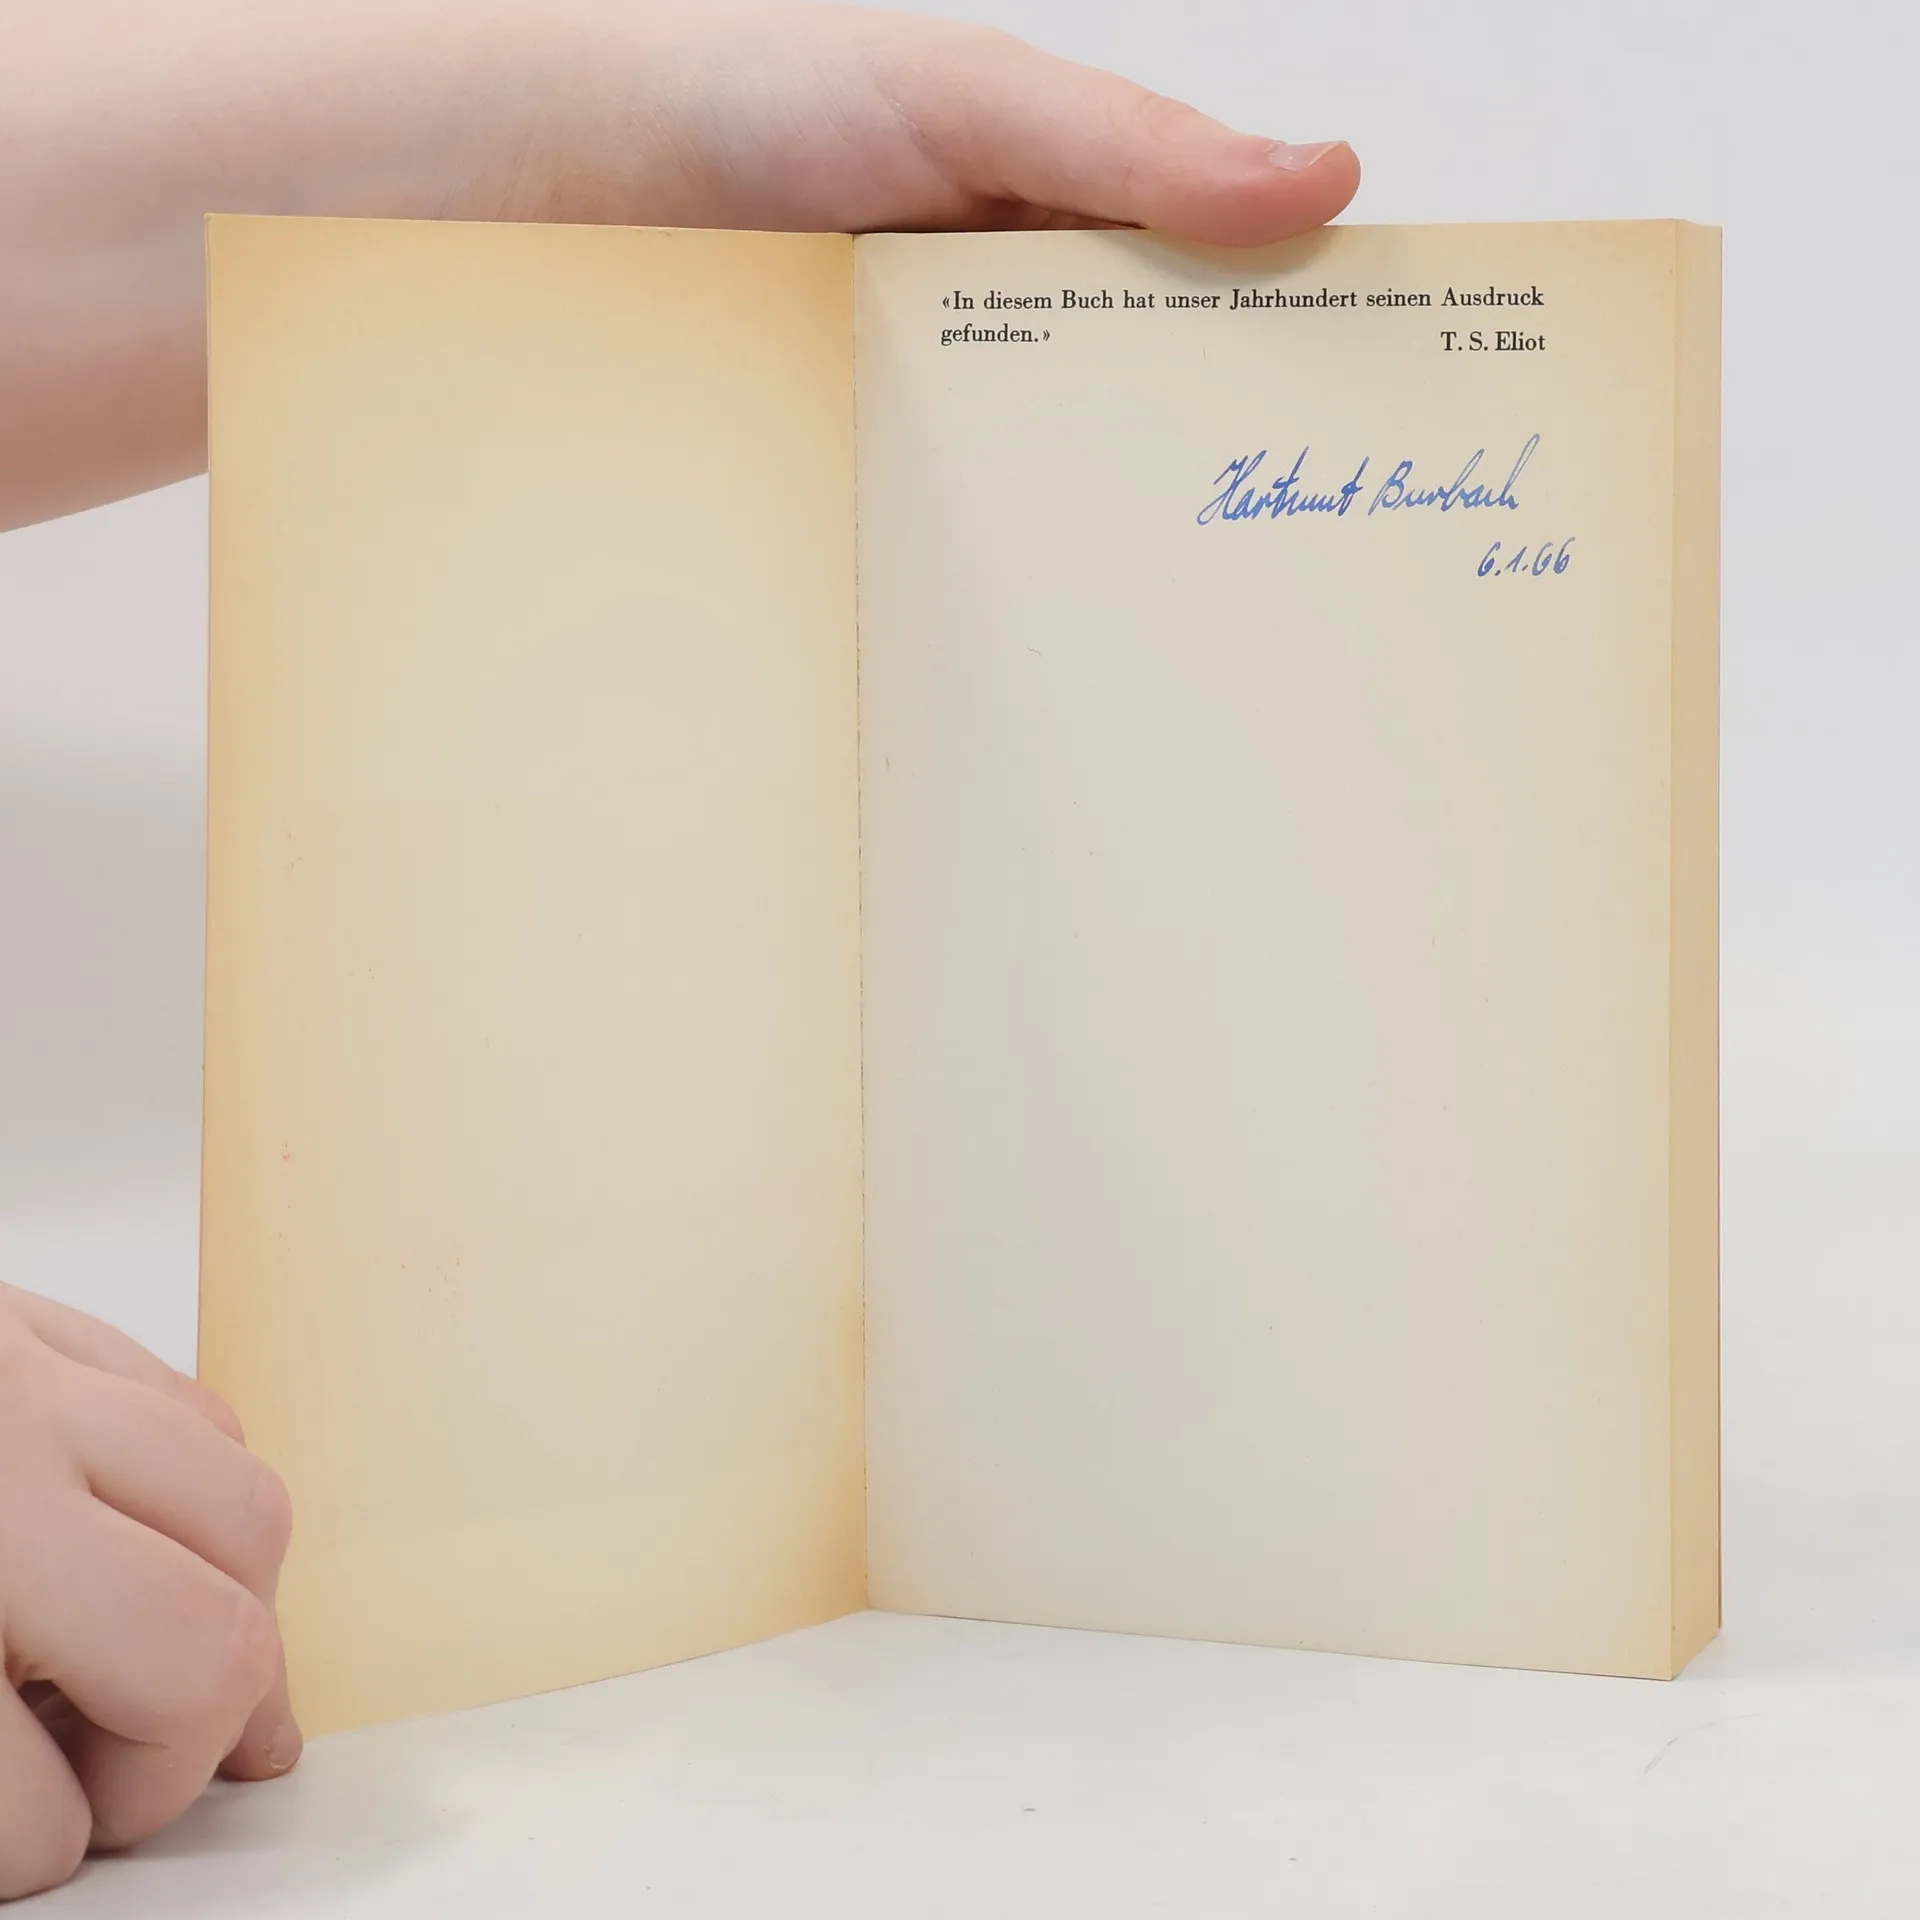 «In diesem Buch hat unser Jahrhundert seinen Ausdruck
gefunden.»
T. S. Eliot
Hartmut Burbach
6.1.66